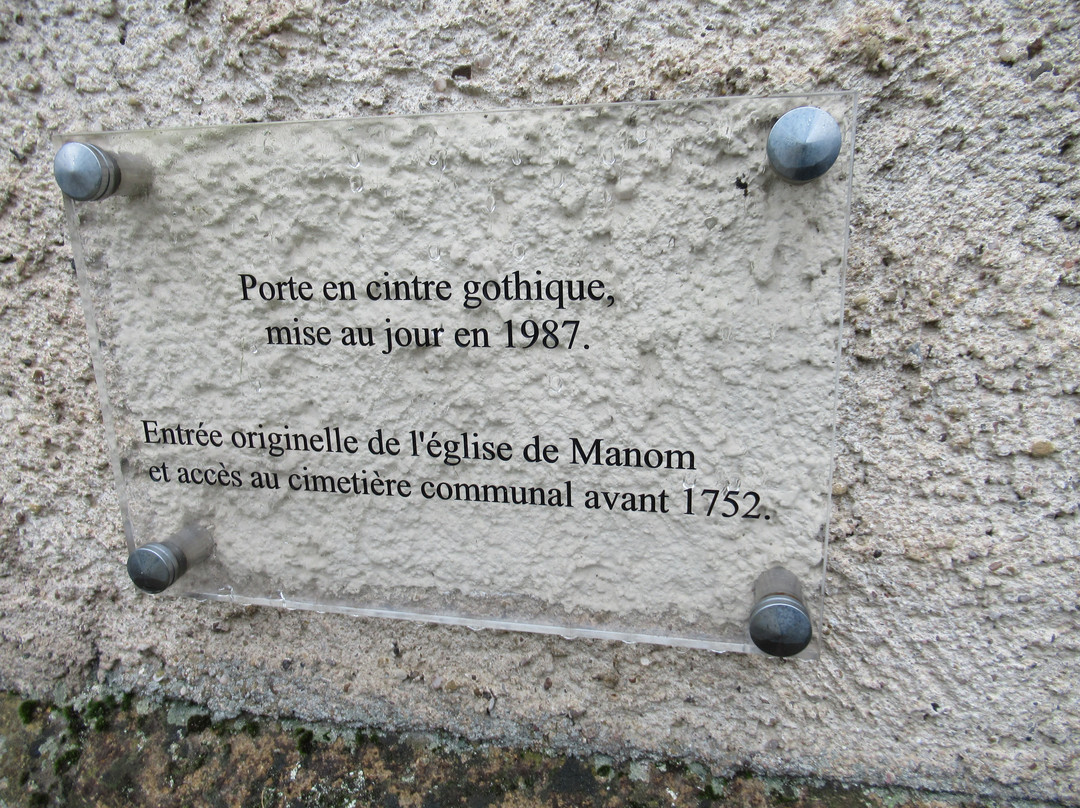 Porte en cintre gothique,
mise au jour en 1987.
Entrée originelle de l'église de Manom
et accès au cimetière communal avant 1752.